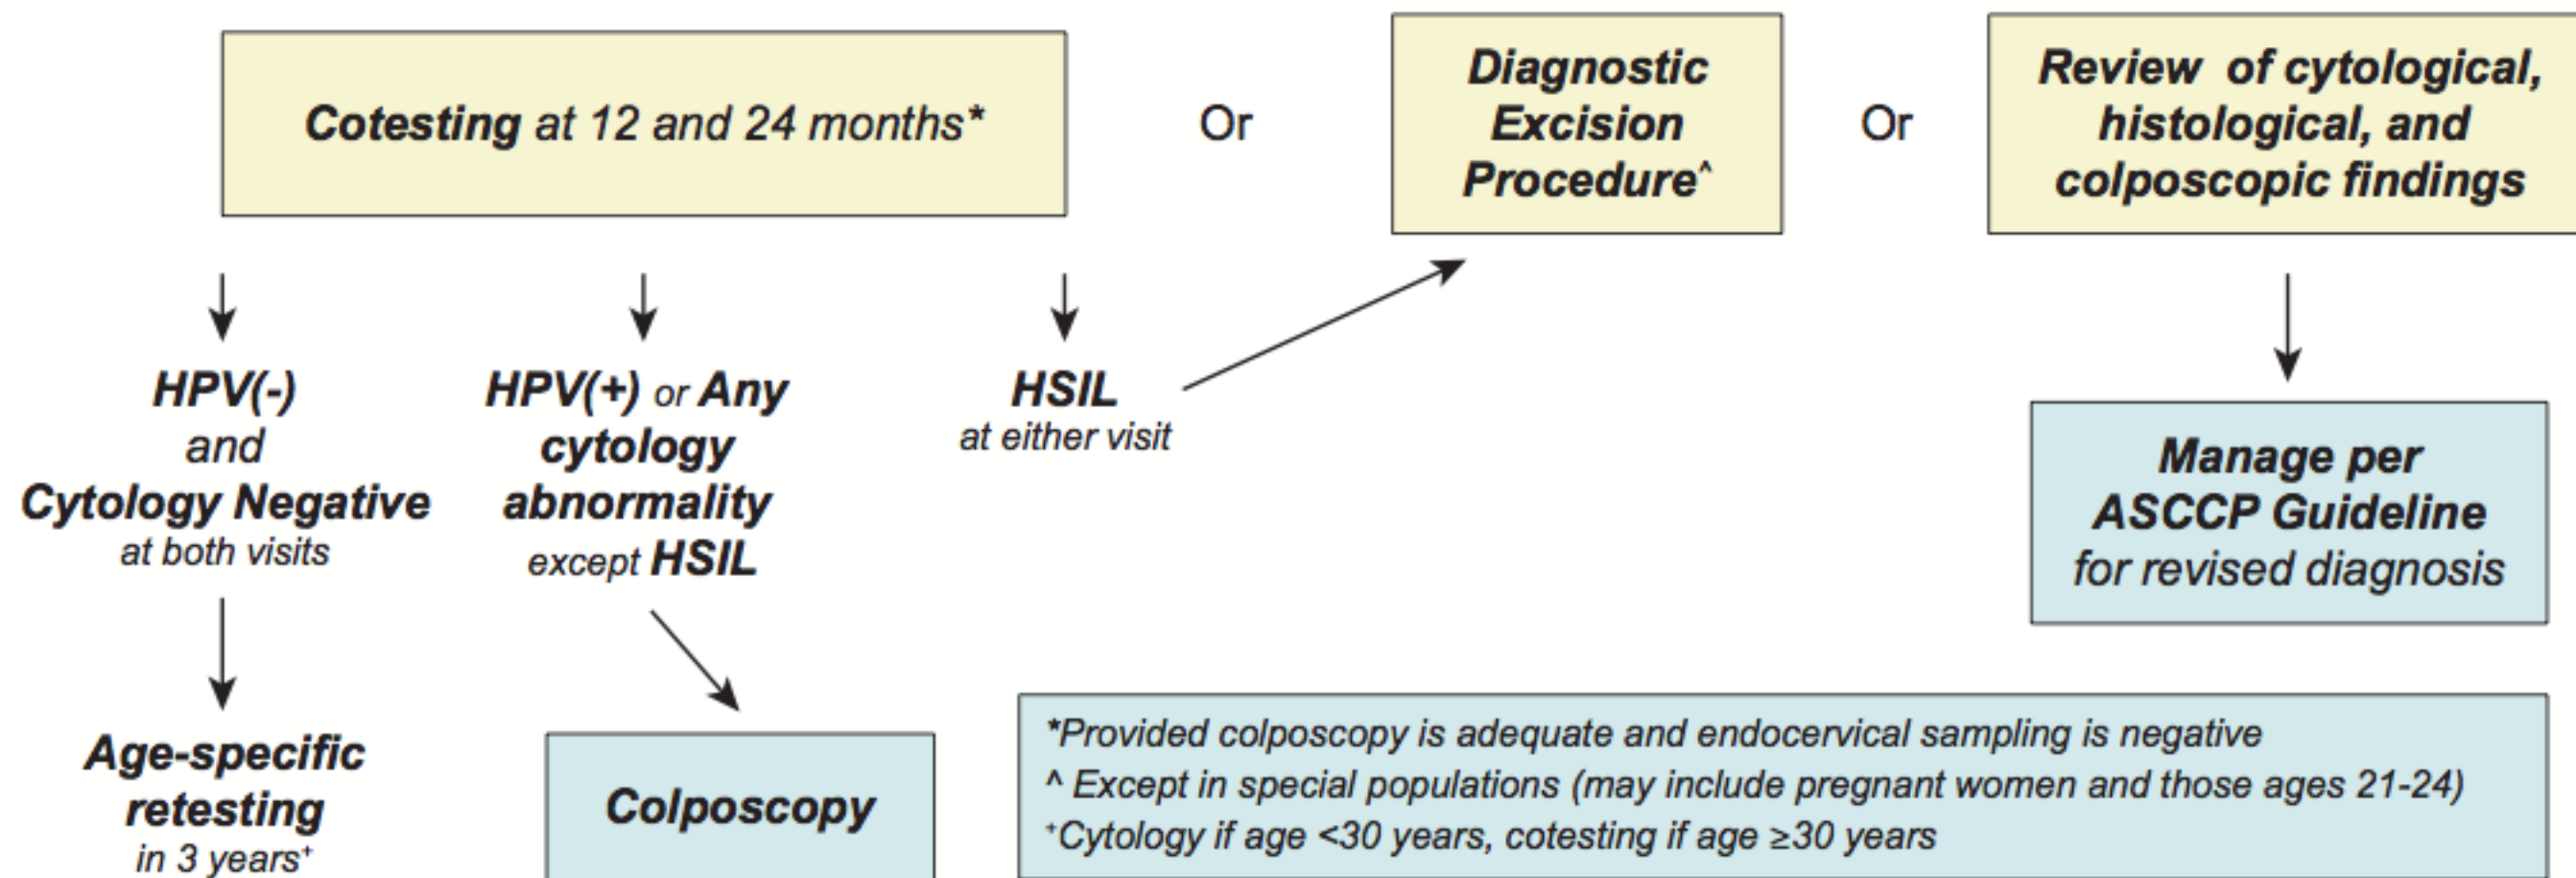 Cotesting at 12 and 24 months*
Or
Diagnostic
Excision
Procedure^
Or
Review of cytological,
histological, and
colposcopic findings
HPV(-)
and
Cytology Negative
at both visits
HPV(+) or Any
cytology
abnormality
except HSIL
HSIL
at either visit
Manage per
ASCCP Guideline
for revised diagnosis
Age-specific
retesting
in 3 years+
Colposcopy
*Provided colposcopy is adequate and endocervical sampling is negative
^ Except in special populations (may include pregnant women and those ages 21-24)
+Cytology if age <30 years, cotesting if age ≥30 years